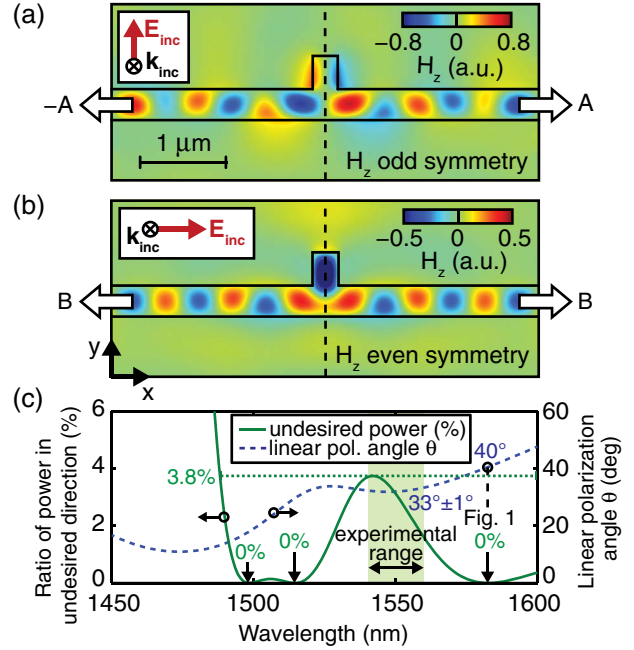 (a)
E_inc
k_inc
−0.8 0 0.8
H_z (a.u.)
−A
A
1 µm
H_z odd symmetry
(b)
k_inc
E_inc
−0.5 0 0.5
H_z (a.u.)
B
B
y
x
H_z even symmetry
(c)
Ratio of power in
undesired direction (%)
6
4
2
0
undesired power (%)
linear pol. angle θ
3.8%
0%
0%
40°
33°±1°
Fig. 1
experimental
range
0%
60
40
20
0
Linear polarization
angle θ (deg)
1450 1500 1550 1600
Wavelength (nm)